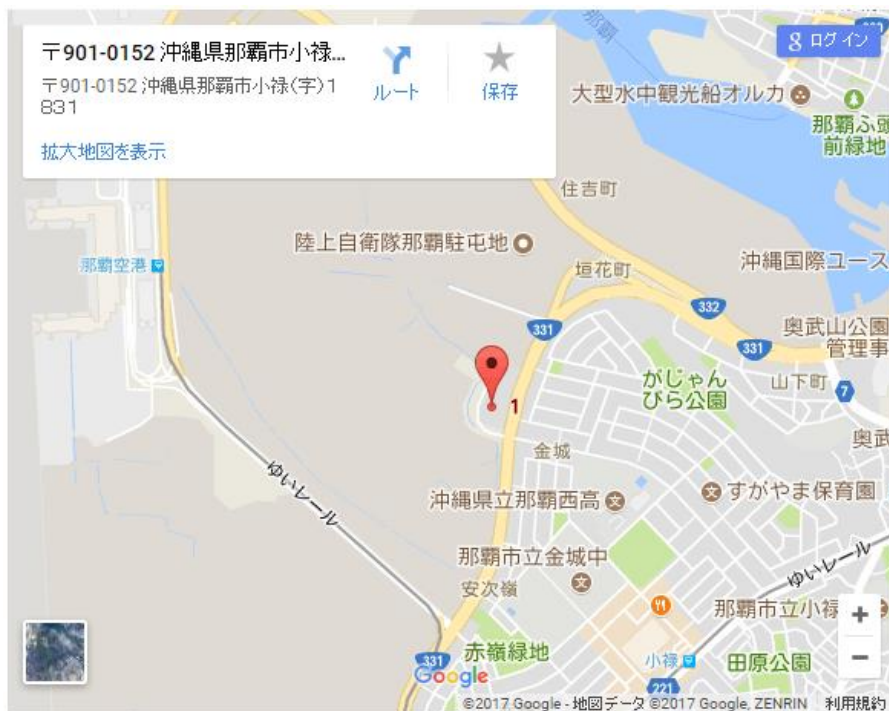 〒901-0152 沖縄県那覇市小禄...
〒901-0152 沖縄県那覇市小禄(字)1
831
ルート
保存
拡大地図を表示
ログイン
那覇
大型水中観光船オルカ
那覇ふ頭
前緑地
住吉町
陸上自衛隊那覇駐屯地
垣花町
沖縄国際ユース
那覇空港
332
331
奥武山公園
管理事
331
がじゃん
びら公園
山下町
7
1
金城
奥武
ゆいレール
沖縄県立那覇西高
すがやま保育園
那覇市立金城中
ゆいレール
安次嶺
那覇市立小禄
赤嶺緑地
小禄
田原公園
331
221
Google
©2017 Google - 地図データ ©2017 Google, ZENRIN
利用規約